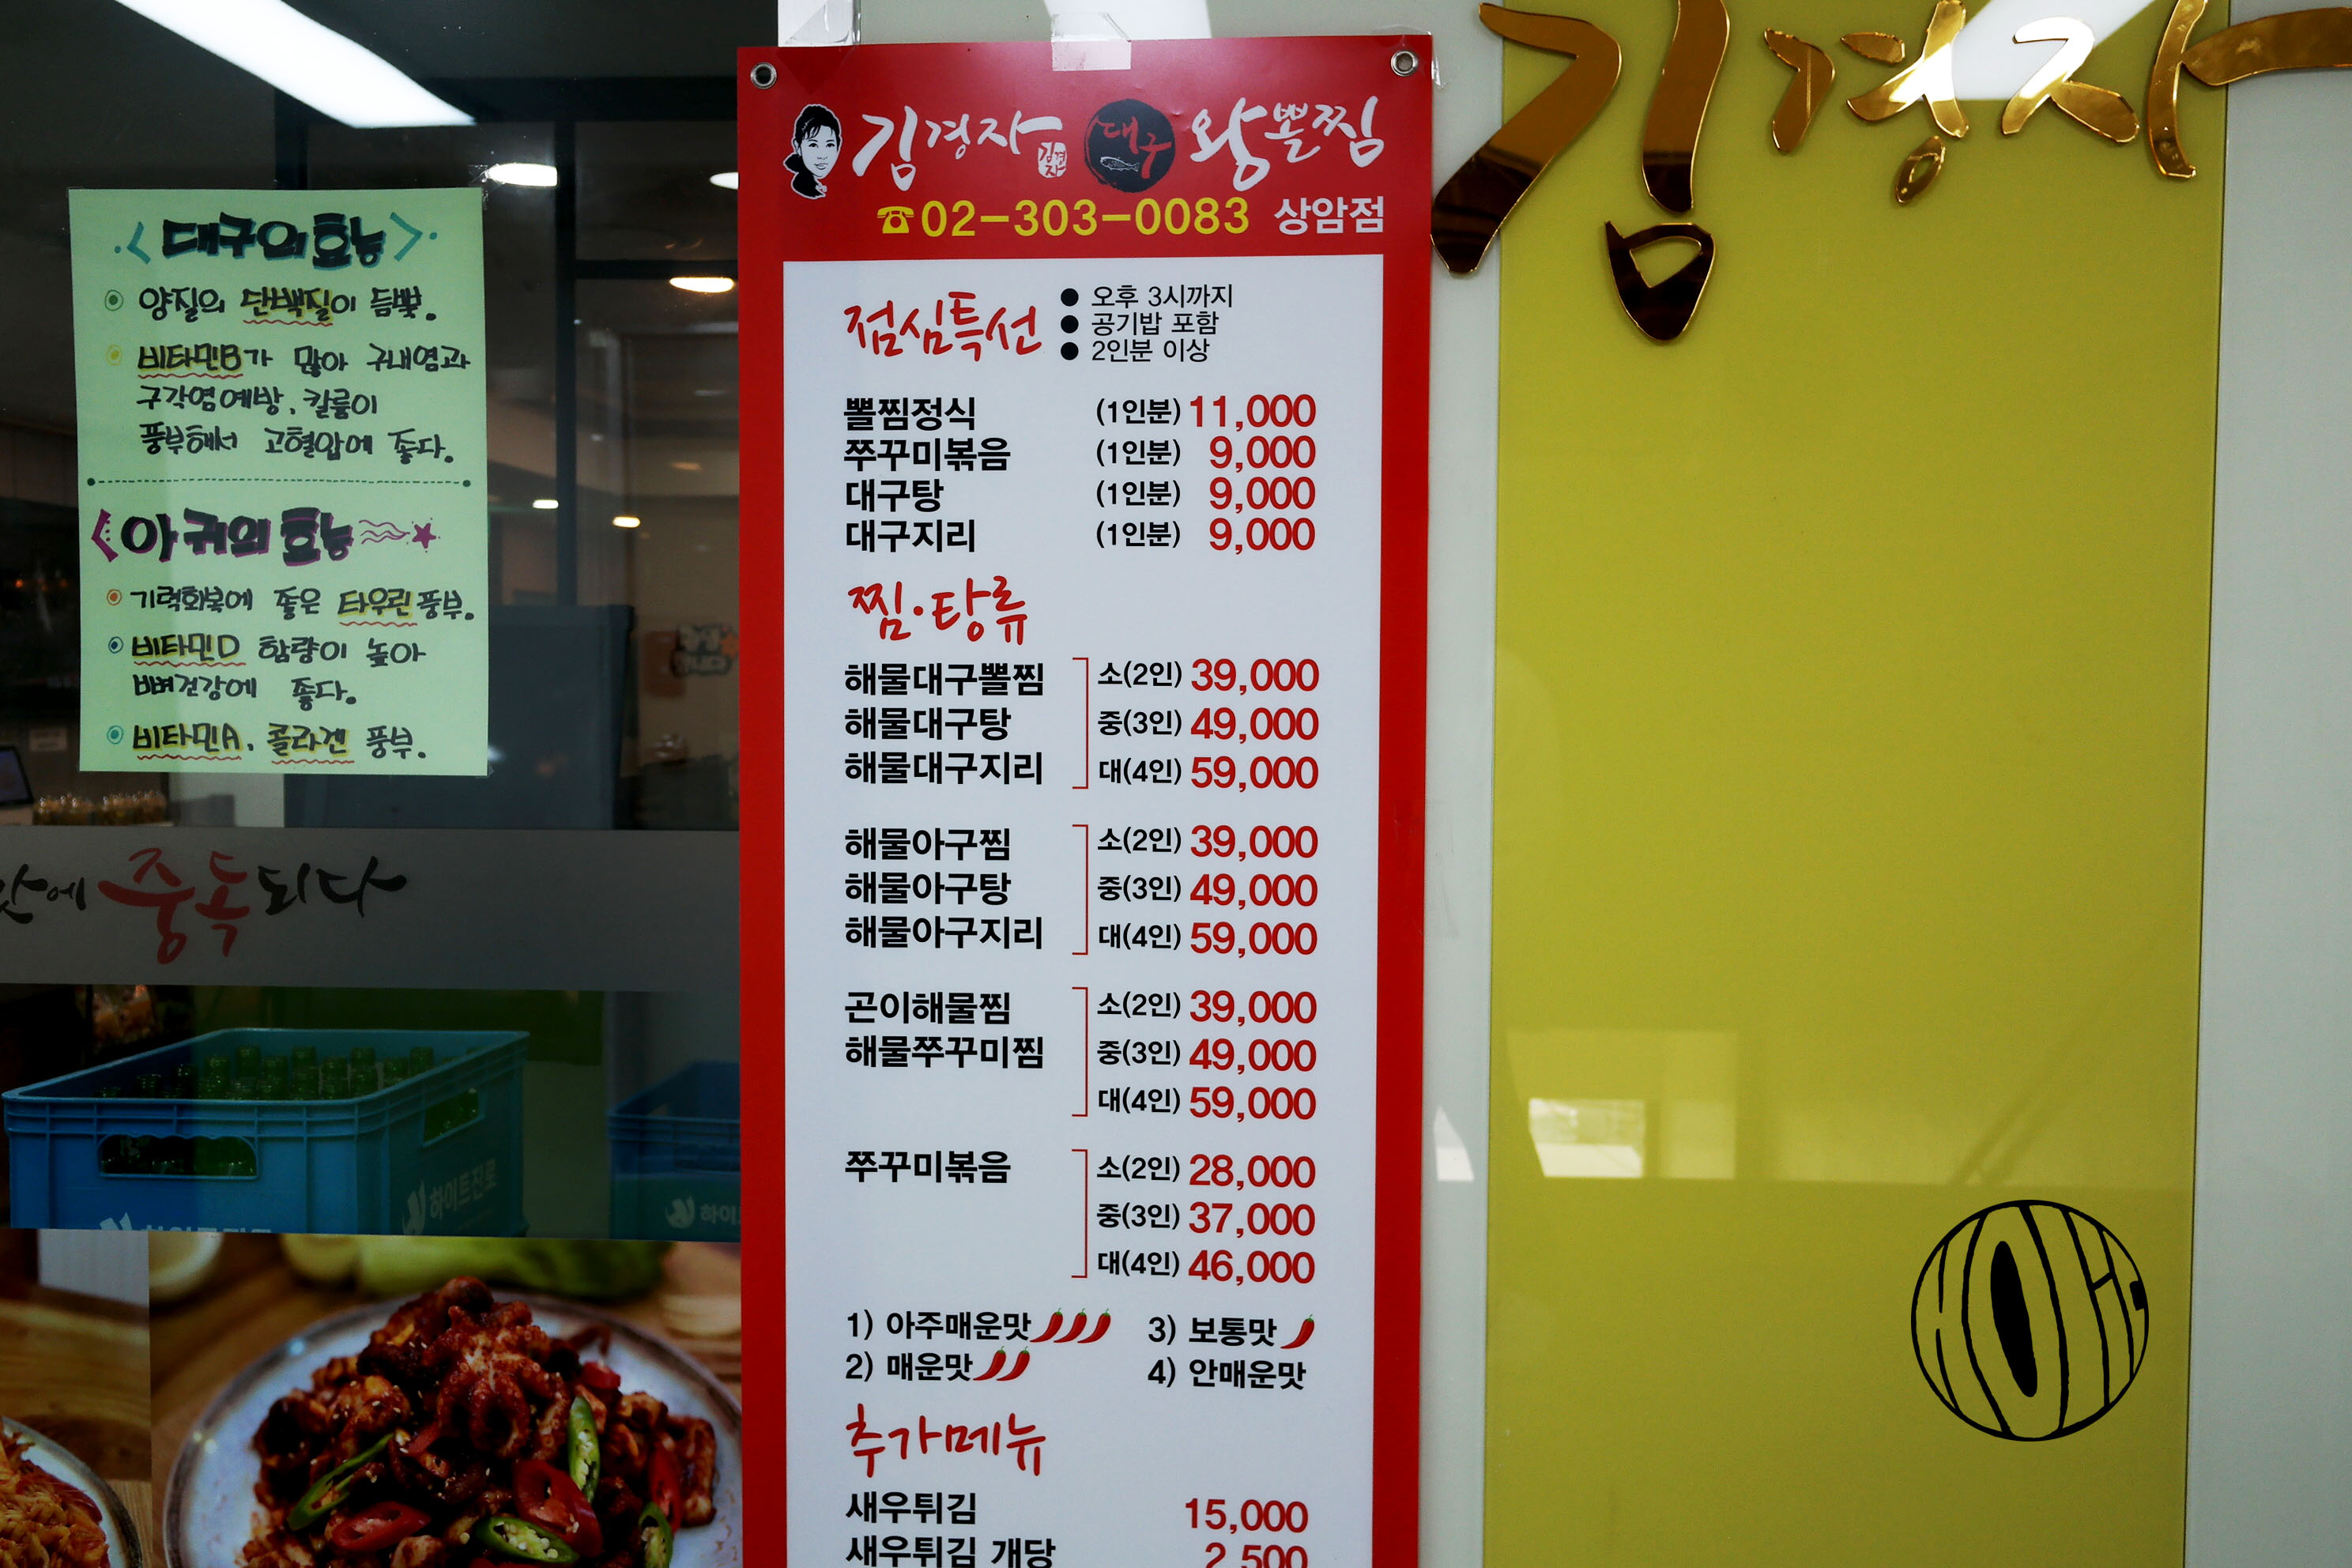 <대구의 효능>
양질의 단백질이 듬뿍.
비타민B가 많아 구내염과
구각염예방, 칼륨이
풍부해서 고혈압에 좋다.
<아귀의 효능>
기력회복에 좋은 타우린 풍부.
비타민D 함량이 높아
뼈건강에 좋다.
비타민A, 콜라겐 풍부.
맛에 중독되다
하이트진로
김경자 대구 왕뽈찜
☎02-303-0083 상암점
점심특선
● 오후 3시까지
● 공기밥 포함
● 2인분 이상
뽈찜정식 (1인분) 11,000
쭈꾸미볶음 (1인분) 9,000
대구탕 (1인분) 9,000
대구지리 (1인분) 9,000
찜·탕류
해물대구뽈찜 소(2인) 39,000
해물대구탕 중(3인) 49,000
해물대구지리 대(4인) 59,000
해물아구찜 소(2인) 39,000
해물아구탕 중(3인) 49,000
해물아구지리 대(4인) 59,000
곤이해물찜 소(2인) 39,000
해물쭈꾸미찜 중(3인) 49,000
대(4인) 59,000
쭈꾸미볶음 소(2인) 28,000
중(3인) 37,000
대(4인) 46,000
1) 아주매운맛 3) 보통맛
2) 매운맛 4) 안매운맛
추가메뉴
새우튀김 15,000
새우튀김 개당 2,500
김경자